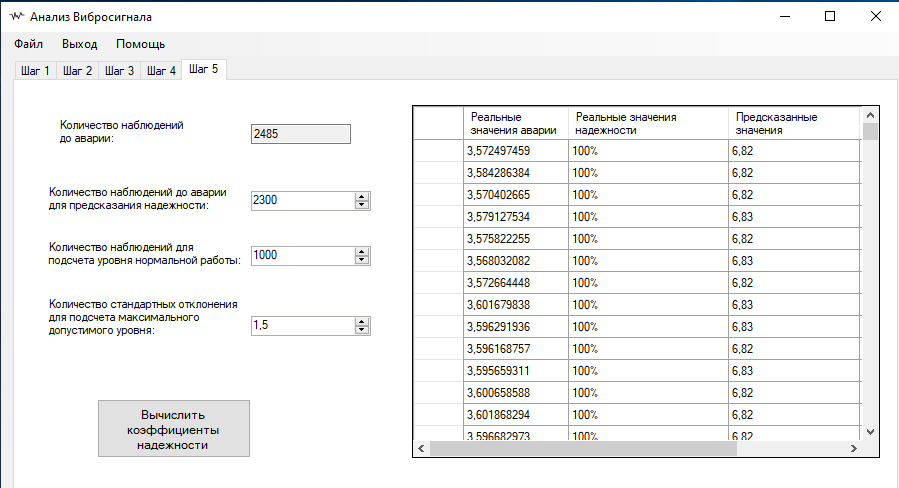 Анализ Вибросигнала
Файл Выход Помощь
Шаг 1 Шаг 2 Шаг 3 Шаг 4 Шаг 5
Количество наблюдений
до аварии:
2485
Количество наблюдений до аварии
для предсказания надежности:
2300
Количество наблюдений для
подсчета уровня нормальной работы:
1000
Количество стандартных отклонения
для подсчета максимального
допустимого уровня:
1,5
Вычислить
коэффициенты
надежности
Реальные значения аварии Реальные значения надежности Предсказанные значения
3,572497459 100% 6,82
3,584286384 100% 6,82
3,570402665 100% 6,82
3,579127534 100% 6,83
3,575822255 100% 6,82
3,568032082 100% 6,83
3,572664448 100% 6,82
3,601679838 100% 6,83
3,596291936 100% 6,83
3,596168757 100% 6,82
3,595659311 100% 6,83
3,600658588 100% 6,82
3,601868294 100% 6,82
3,596682973 100% 6,82